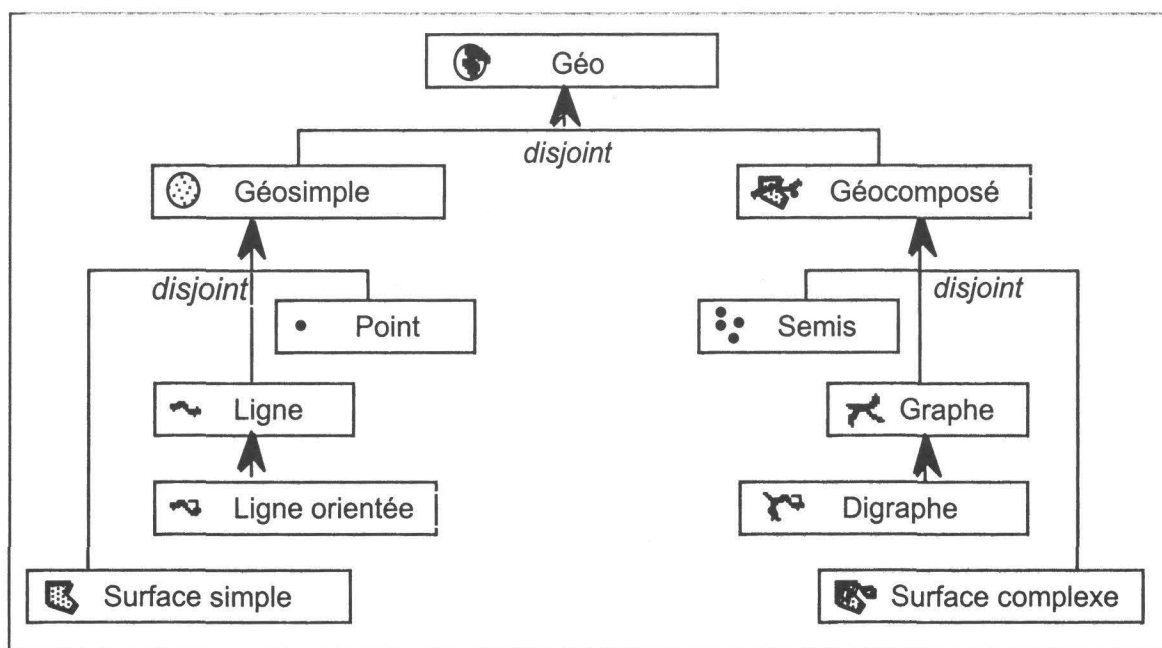 Géo
disjoint
Géosimple
Géocomposé
disjoint
disjoint
Point
Semis
Ligne
Graphe
Ligne orientée
Digraphe
Surface simple
Surface complexe